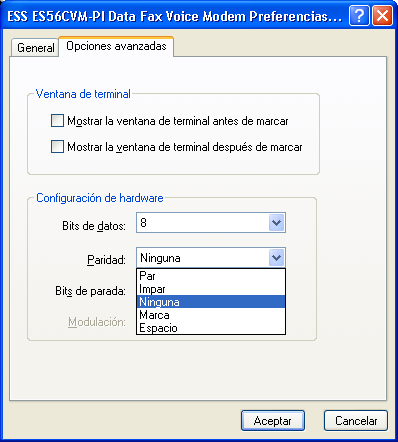 ESS ES56CVM-PI Data Fax Voice Modem Preferencias...
General
Opciones avanzadas
Ventana de terminal
Mostrar la ventana de terminal antes de marcar
Mostrar la ventana de terminal después de marcar
Configuración de hardware
Bits de datos: 8
Paridad: Ninguna
Par
Impar
Bits de parada:
Ninguna
Marca
Modulación:
Espacio
Aceptar
Cancelar